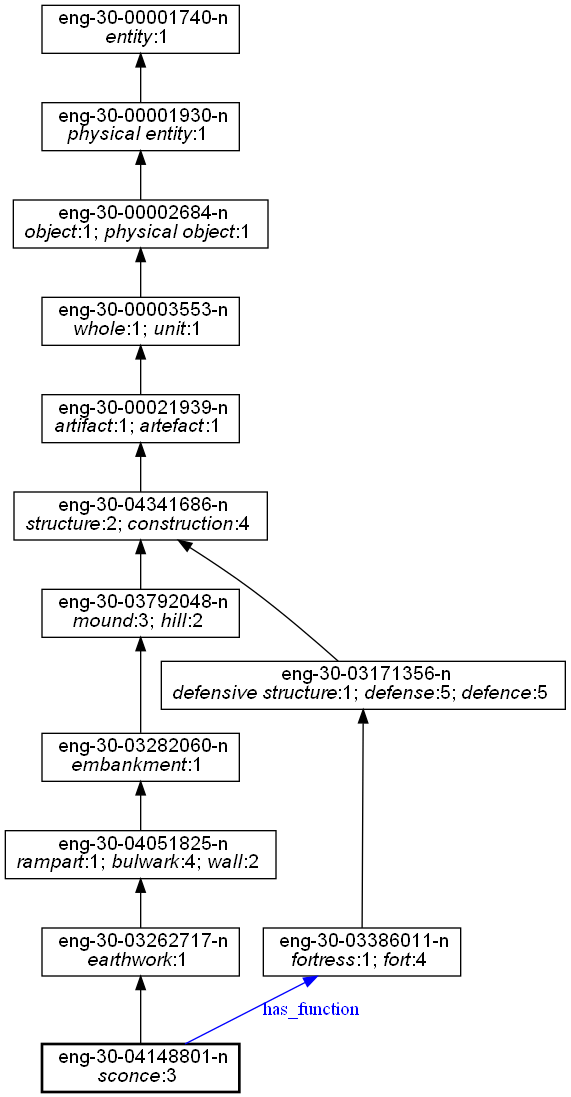 eng-30-00001740-n
entity:1
eng-30-00001930-n
physical entity:1
eng-30-00002684-n
object:1; physical object:1
eng-30-00003553-n
whole:1; unit:1
eng-30-00021939-n
artifact:1; artefact:1
eng-30-04341686-n
structure:2; construction:4
eng-30-03792048-n
mound:3; hill:2
eng-30-03171356-n
defensive structure:1; defense:5; defence:5
eng-30-03282060-n
embankment:1
eng-30-04051825-n
rampart:1; bulwark:4; wall:2
eng-30-03262717-n
earthwork:1
eng-30-03386011-n
fortress:1; fort:4
has_function
eng-30-04148801-n
sconce:3